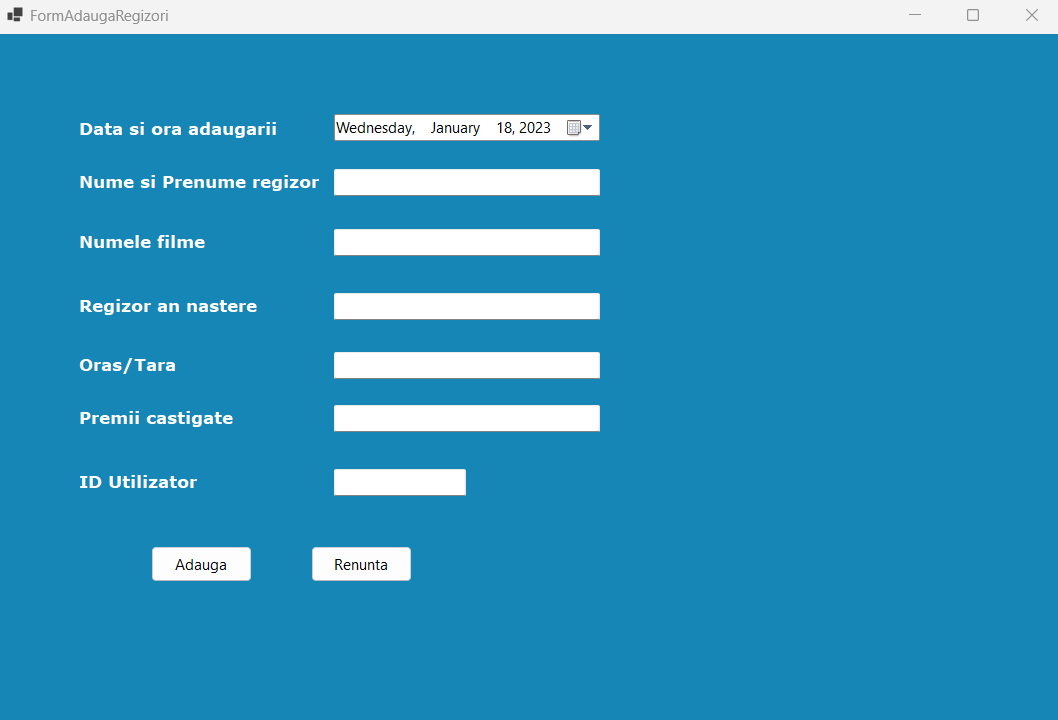 FormAdaugaRegizori
Data si ora adaugarii Wednesday, January 18, 2023
Nume si Prenume regizor
Numele filme
Regizor an nastere
Oras/Tara
Premii castigate
ID Utilizator
Adauga Renunta